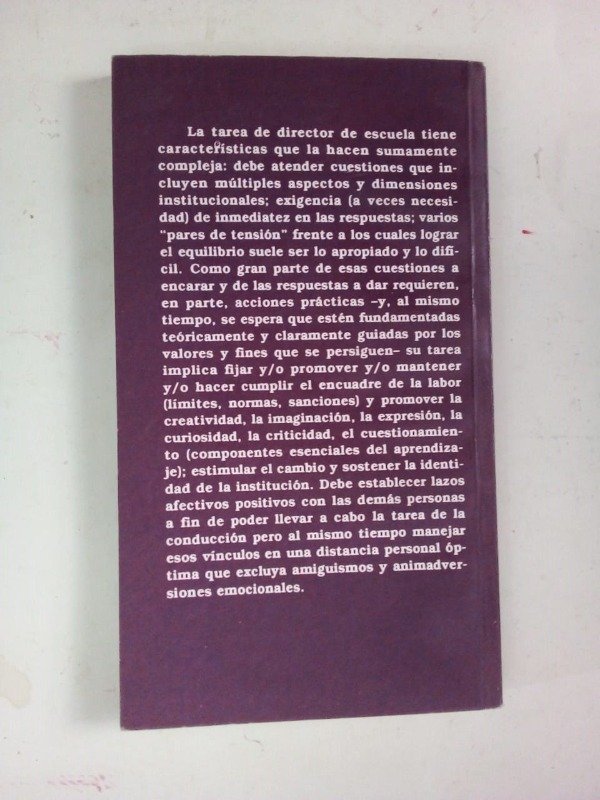 La tarea de director de escuela tiene
características que la hacen sumamente
compleja: debe atender cuestiones que in-
cluyen múltiples aspectos y dimensiones
institucionales; exigencia (a veces necesi-
dad) de inmediatez en las respuestas; varios
“pares de tensión” frente a los cuales lograr
el equilibrio suele ser lo apropiado y lo difí-
cil. Como gran parte de esas cuestiones a
encarar y de las respuestas a dar requieren,
en parte, acciones prácticas –y, al mismo
tiempo, se espera que estén fundamentadas
teóricamente y claramente guiadas por los
valores y fines que se persiguen– su tarea
implica fijar y/o promover y/o mantener
y/o hacer cumplir el encuadre de la labor
(límites, normas, sanciones) y promover la
creatividad, la imaginación, la expresión, la
curiosidad, la criticidad, el cuestionamien-
to (componentes esenciales del aprendiza-
je); estimular el cambio y sostener la identi-
dad de la institución. Debe establecer lazos
afectivos positivos con las demás personas
a fin de poder llevar a cabo la tarea de la
conducción pero al mismo tiempo manejar
esos vínculos en una distancia personal óp-
tima que excluya amiguismos y animadver-
siones emocionales.